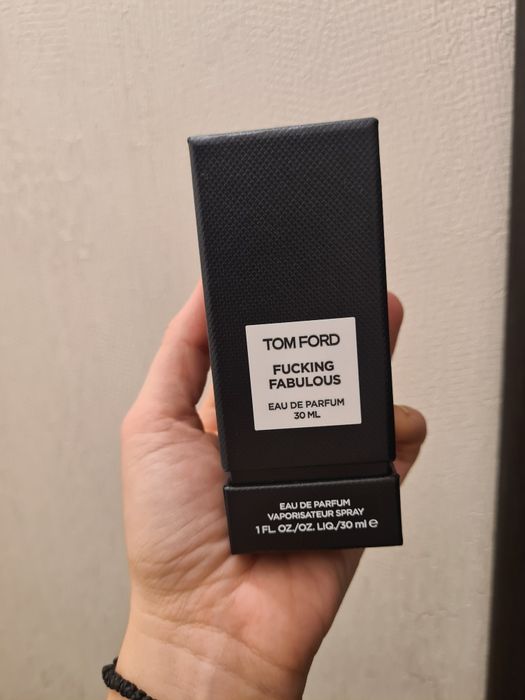 TOM FORD
FUCKING
FABULOUS
EAU DE PARFUM
30 ML
EAU DE PARFUM
VAPORISATEUR SPRAY
1 FL. OZ./OZ. LIQ./30 ml ℮